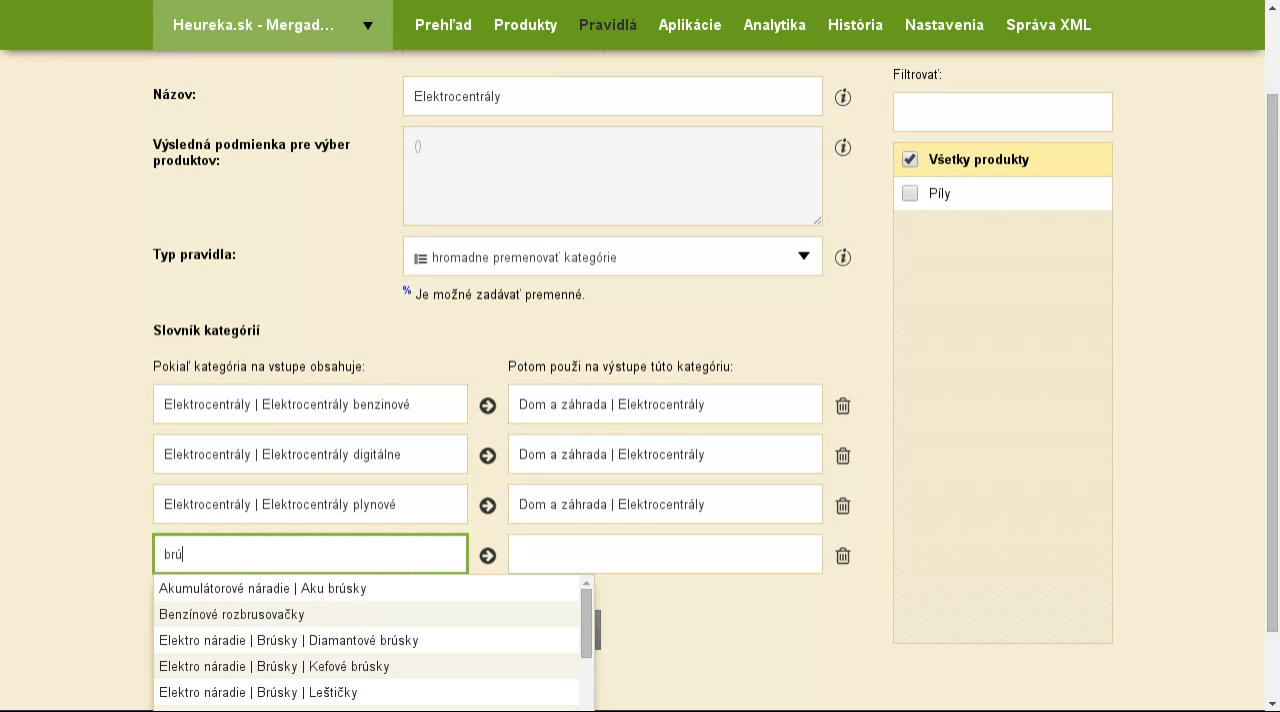 Heureka.sk - Mergad... Prehľad Produkty Pravidlá Aplikácie Analytika História Nastavenia Správa XML
Filtrovať:
Názov: Elektrocentrály
Výsledná podmienka pre výber
produktov:
()
Všetky produkty
Píly
Typ pravidla: hromadne premenovať kategórie
% Je možné zadávať premenné.
Slovník kategórií
Pokiaľ kategória na vstupe obsahuje: Potom použi na výstupe túto kategóriu:
Elektrocentrály | Elektrocentrály benzinové Dom a záhrada | Elektrocentrály
Elektrocentrály | Elektrocentrály digitálne Dom a záhrada | Elektrocentrály
Elektrocentrály | Elektrocentrály plynové Dom a záhrada | Elektrocentrály
brú
Akumulátorové náradie | Aku brúsky
Benzínové rozbrusovačky
Elektro náradie | Brúsky | Diamantové brúsky
Elektro náradie | Brúsky | Kefové brúsky
Elektro náradie | Brúsky | Leštičky